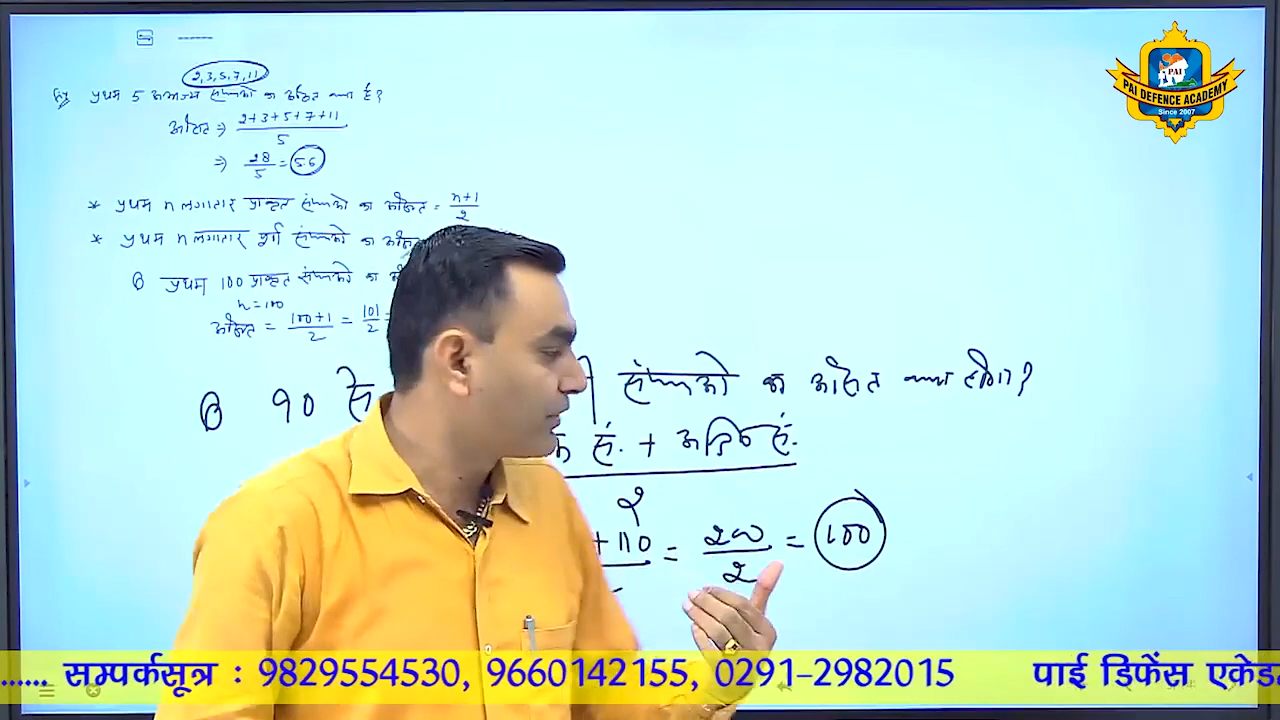 2,3,5,7,11
Ex प्रथम 5 अभाज्य संख्याओं का औसत क्या है?
औसत ⇒ 2+3+5+7+11
5
⇒ 28/5 = 5.6
* प्रथम n लगातार प्राकृत संख्याओं का औसत = n+1/2
* प्रथम n लगातार पूर्ण संख्याओं का
Q प्रथम 100 प्राकृत संख्याओं का
n = 100
औसत = 100+1/2 = 101/2
Q 90 से संख्याओं का औसत क्या होगा?
सं. + अंतिम सं.
2
+ 110 = 200/2 = 100
PAI
PAI DEFENCE ACADEMY
Since 2007
...... सम्पर्कसूत्र : 9829554530, 9660142155, 0291-2982015 पाई डिफेंस